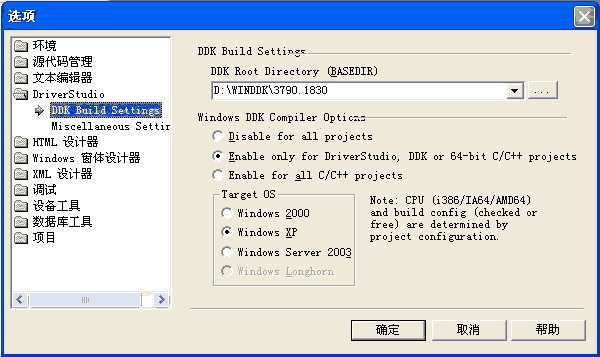 选项
环境
源代码管理
文本编辑器
DriverStudio
DDK Build Settings
Miscellaneous Settir
HTML 设计器
Windows 窗体设计器
XML 设计器
调试
设备工具
数据库工具
项目
DDK Build Settings
DDK Root Directory (BASEDIR)
D:\WINDDK\3790.1830
...
Windows DDK Compiler Options
Disable for all projects
Enable only for DriverStudio, DDK or 64-bit C/C++ projects
Enable for all C/C++ projects
Target OS
Windows 2000
Windows XP
Windows Server 2003
Windows Longhorn
Note: CPU (i386/IA64/AMD64)
and build config (checked or
free) are determined by
project configuration.
确定
取消
帮助